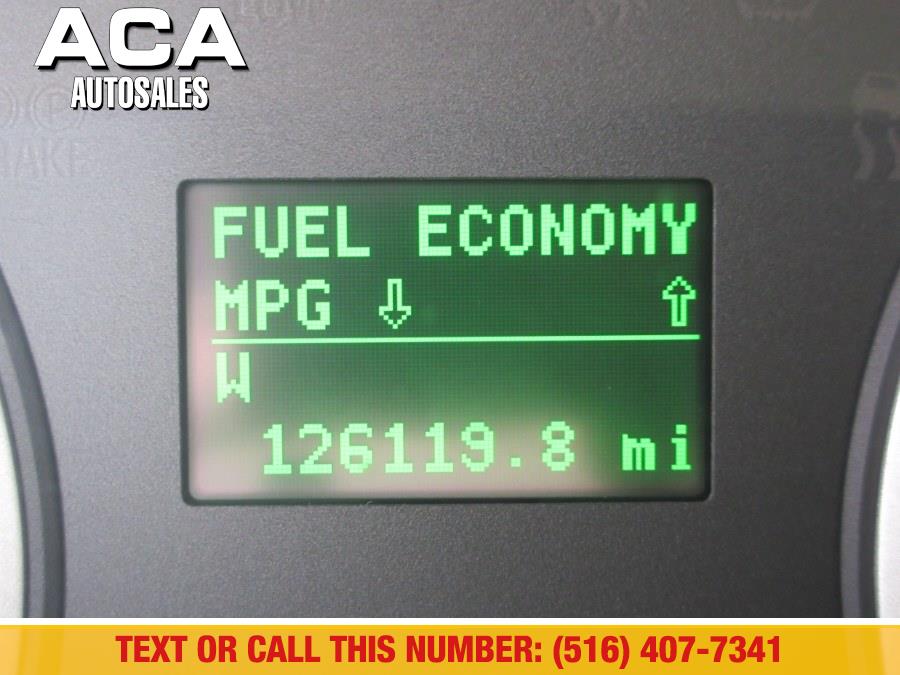 ACA
AUTOSALES
FUEL ECONOMY
MPG ⇩ ⇧
W
126119.8 mi
TEXT OR CALL THIS NUMBER: (516) 407-7341